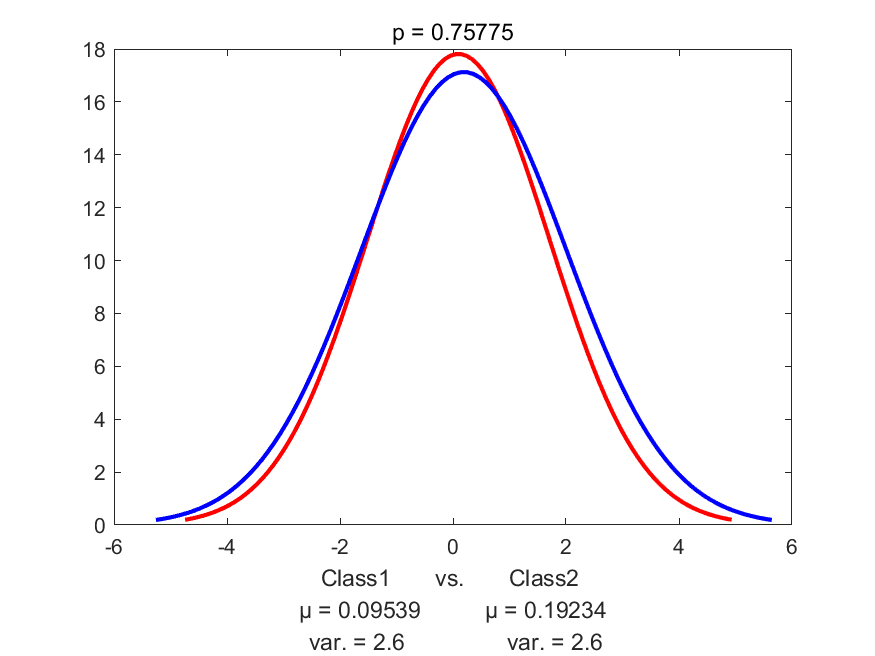 p = 0.75775
18
16
14
12
10
8
6
4
2
0
-6 -4 -2 0 2 4 6
Class1 vs. Class2
μ = 0.09539 μ = 0.19234
var. = 2.6 var. = 2.6